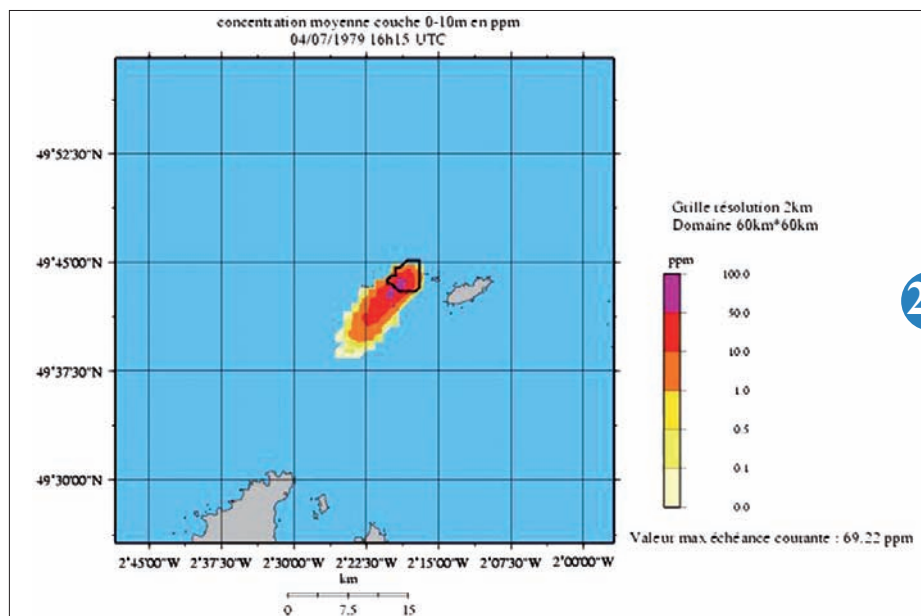 concentration moyenne couche 0-10m en ppm
04/07/1979 16h15 UTC
49°52'30"N
49°45'00"N
49°37'30"N
49°30'00"N
2°45'00"W 2°37'30"W 2°30'00"W 2°22'30"W 2°15'00"W 2°07'30"W 2°00'00"W
km
0 7.5 15
Grille résolution 2km
Domaine 60km*60km
ppm
100.0
50.0
10.0
1.0
0.5
0.1
0.0
Valeur max échéance courante : 69.22 ppm
2